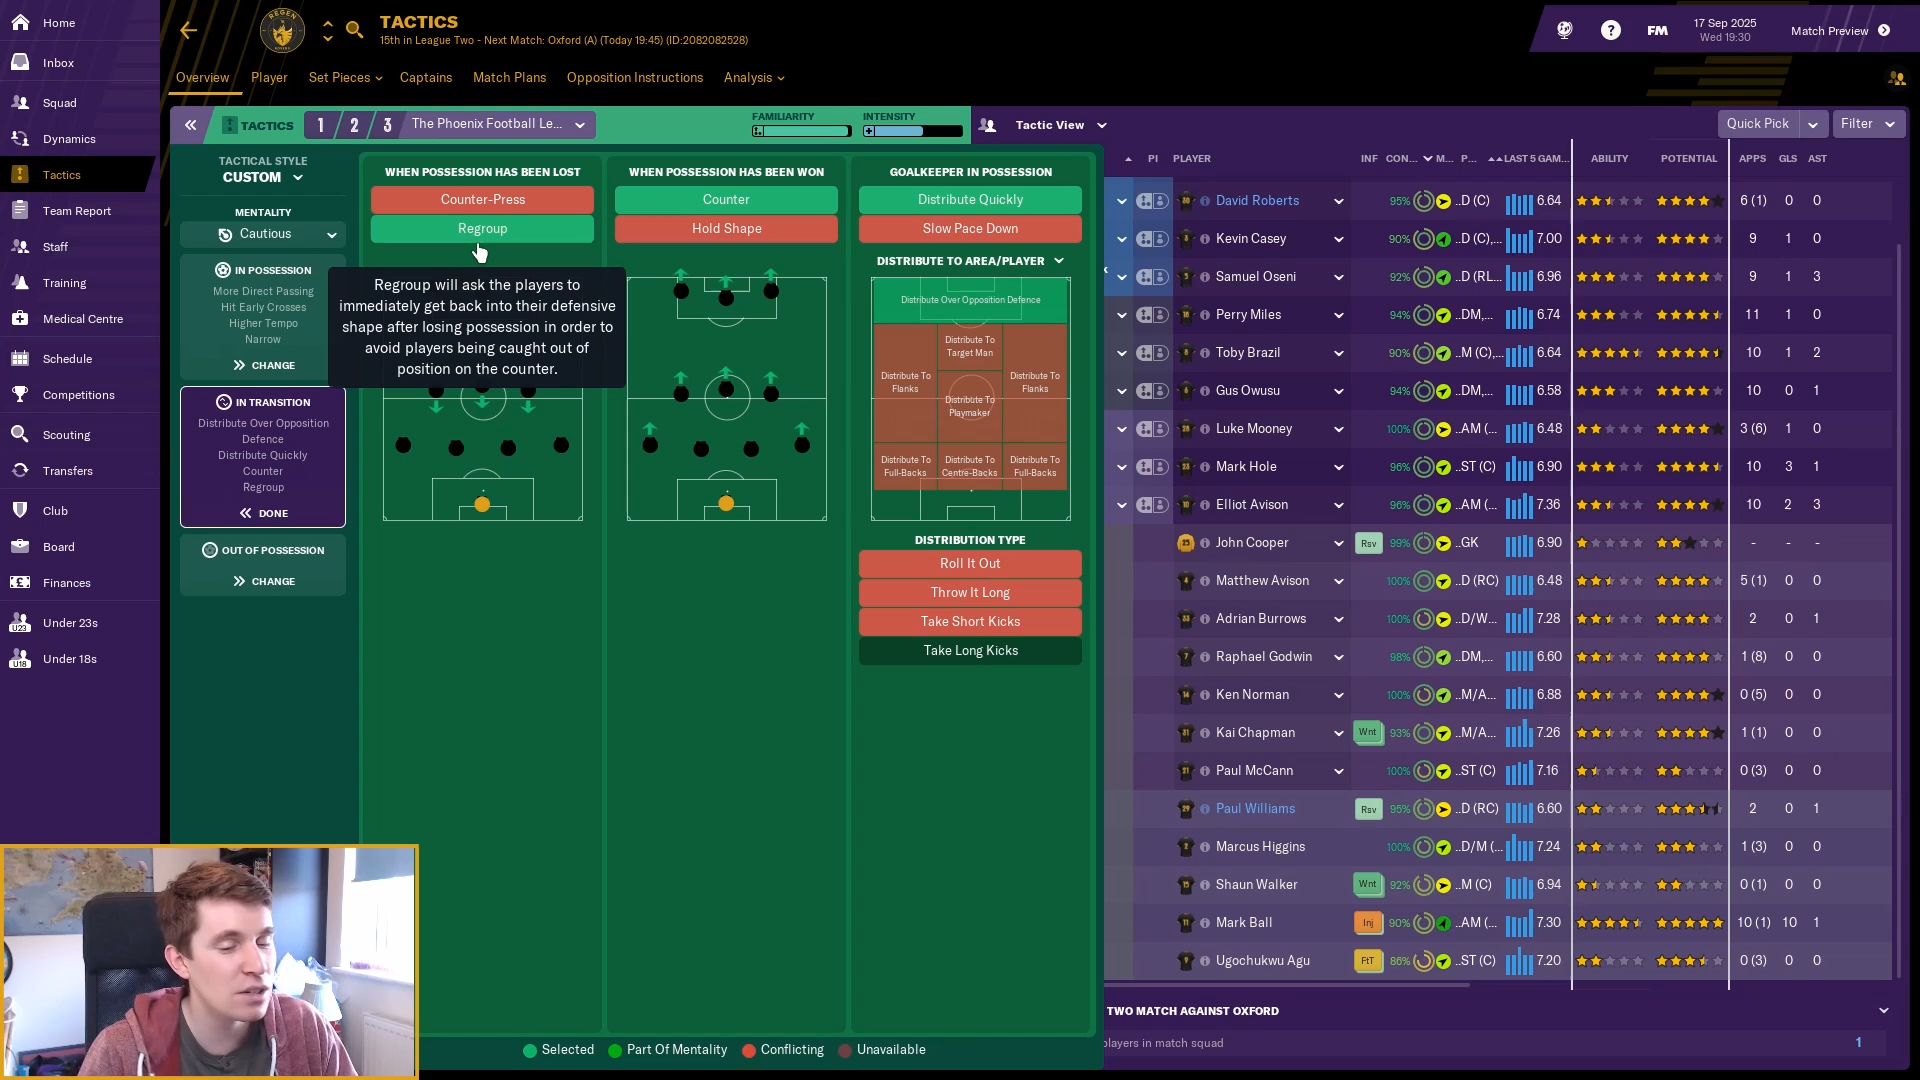 Home
Inbox
Squad
Dynamics
Tactics
Team Report
Staff
Training
Medical Centre
Schedule
Competitions
Scouting
Transfers
Club
Board
Finances
U23 Under 23s
U18 Under 18s
TACTICS
15th in League Two - Next Match: Oxford (A) (Today 19:45) (ID:2082082528)
?
FM
17 Sep 2025
Wed 19:30
Match Preview
Overview Player Set Pieces Captains Match Plans Opposition Instructions Analysis
TACTICS 1 2 3 The Phoenix Football Le...
FAMILIARITY
INTENSITY
Tactic View
Quick Pick
Filter
TACTICAL STYLE
CUSTOM
MENTALITY
Cautious
IN POSSESSION
More Direct Passing
Hit Early Crosses
Higher Tempo
Narrow
CHANGE
IN TRANSITION
Distribute Over Opposition
Defence
Distribute Quickly
Counter
Regroup
DONE
OUT OF POSSESSION
CHANGE
WHEN POSSESSION HAS BEEN LOST
Counter-Press
Regroup
Regroup will ask the players to
immediately get back into their defensive
shape after losing possession in order to
avoid players being caught out of
position on the counter.
WHEN POSSESSION HAS BEEN WON
Counter
Hold Shape
GOALKEEPER IN POSSESSION
Distribute Quickly
Slow Pace Down
DISTRIBUTE TO AREA/PLAYER
Distribute Over Opposition Defence
Distribute To
Target Man
Distribute To
Flanks
Distribute To
Flanks
Distribute To
Playmaker
Distribute To
Full-Backs
Distribute To
Centre-Backs
Distribute To
Full-Backs
DISTRIBUTION TYPE
Roll It Out
Throw It Long
Take Short Kicks
Take Long Kicks
Selected Part Of Mentality Conflicting Unavailable
PI PLAYER INF CON... M... P... LAST 5 GAM... ABILITY POTENTIAL APPS GLS AST
David Roberts 95% ..D (C) 6.64 6 (1) 0 0
Kevin Casey 90% ..D (C),... 7.00 9 1 0
Samuel Oseni 92% ..D (RL... 6.96 9 1 3
Perry Miles 94% ..DM,... 6.74 11 1 0
Toby Brazil 90% ..M (C),... 6.64 10 1 2
Gus Owusu 94% ..DM,... 6.58 10 0 1
Luke Mooney 100% ..AM (... 6.48 3 (6) 1 0
Mark Hole 96% ..ST (C) 6.90 10 3 1
Elliot Avison 96% ..AM (... 7.36 10 2 3
John Cooper Rsv 99% ..GK 6.90 - - -
Matthew Avison 100% ..D (RC) 6.48 5 (1) 0 0
Adrian Burrows 100% ..D/W... 7.28 2 0 1
Raphael Godwin 98% ..DM,... 6.60 1 (8) 0 0
Ken Norman 100% ..M/A... 6.88 0 (5) 0 0
Kai Chapman Wnt 93% ..M/A... 7.26 1 (1) 0 0
Paul McCann 100% ..ST (C) 7.16 0 (3) 0 0
Paul Williams Rsv 95% ..D (RC) 6.60 2 0 1
Marcus Higgins 100% ..D/M (... 7.24 1 (3) 0 0
Shaun Walker Wnt 92% ..M (C) 6.94 0 (1) 0 0
Mark Ball Inj 90% ..AM (... 7.30 10 (1) 10 1
Ugochukwu Agu FtT 86% ..ST (C) 7.20 0 (3) 0 0
TWO MATCH AGAINST OXFORD
players in match squad 1